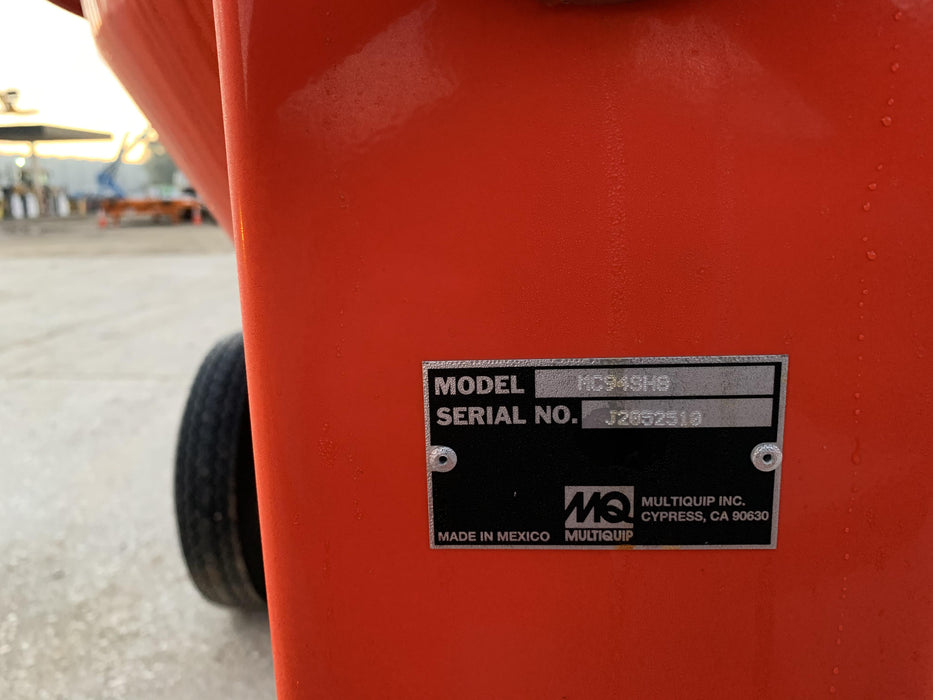 MODEL MC94SH8
SERIAL NO. J2052510
MQ
MULTIQUIP
MULTIQUIP INC.
CYPRESS, CA 90630
MADE IN MEXICO